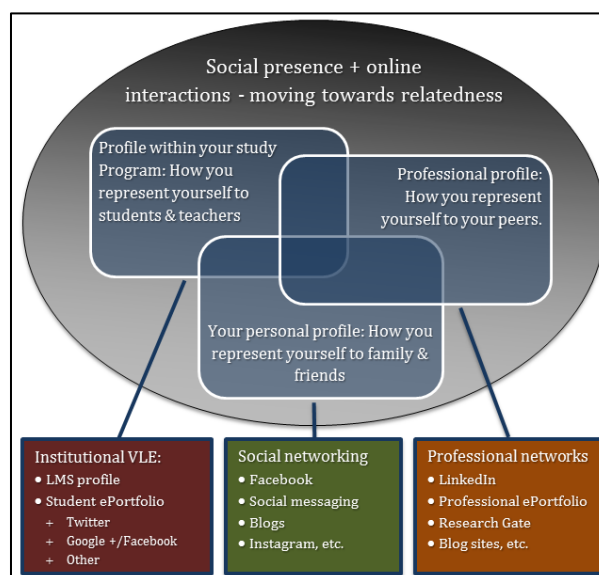 Social presence + online
interactions - moving towards relatedness
Profile within your study
Program: How you
represent yourself to
students & teachers
Professional profile:
How you represent
yourself to your peers.
Your personal profile: How you
represent yourself to family &
friends
Institutional VLE:
• LMS profile
• Student ePortfolio
+ Twitter
+ Google +/Facebook
+ Other
Social networking
• Facebook
• Social messaging
• Blogs
• Instagram, etc.
Professional networks
• LinkedIn
• Professional ePortfolio
• Research Gate
• Blog sites, etc.